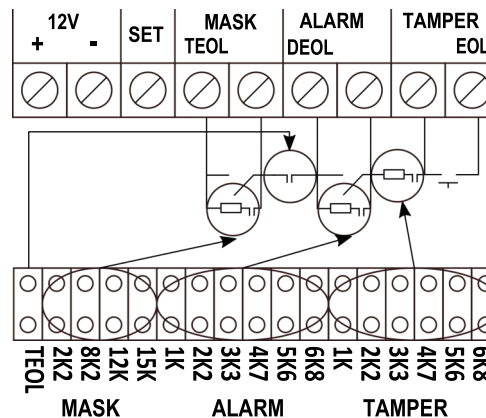 12V SET MASK ALARM TAMPER
+ - TEOL DEOL EOL
TEOL 2K2 8K2 12K 15K 1K 2K2 3K3 4K7 5K6 6K8 1K 2K2 3K3 4K7 5K6 6K8
MASK ALARM TAMPER